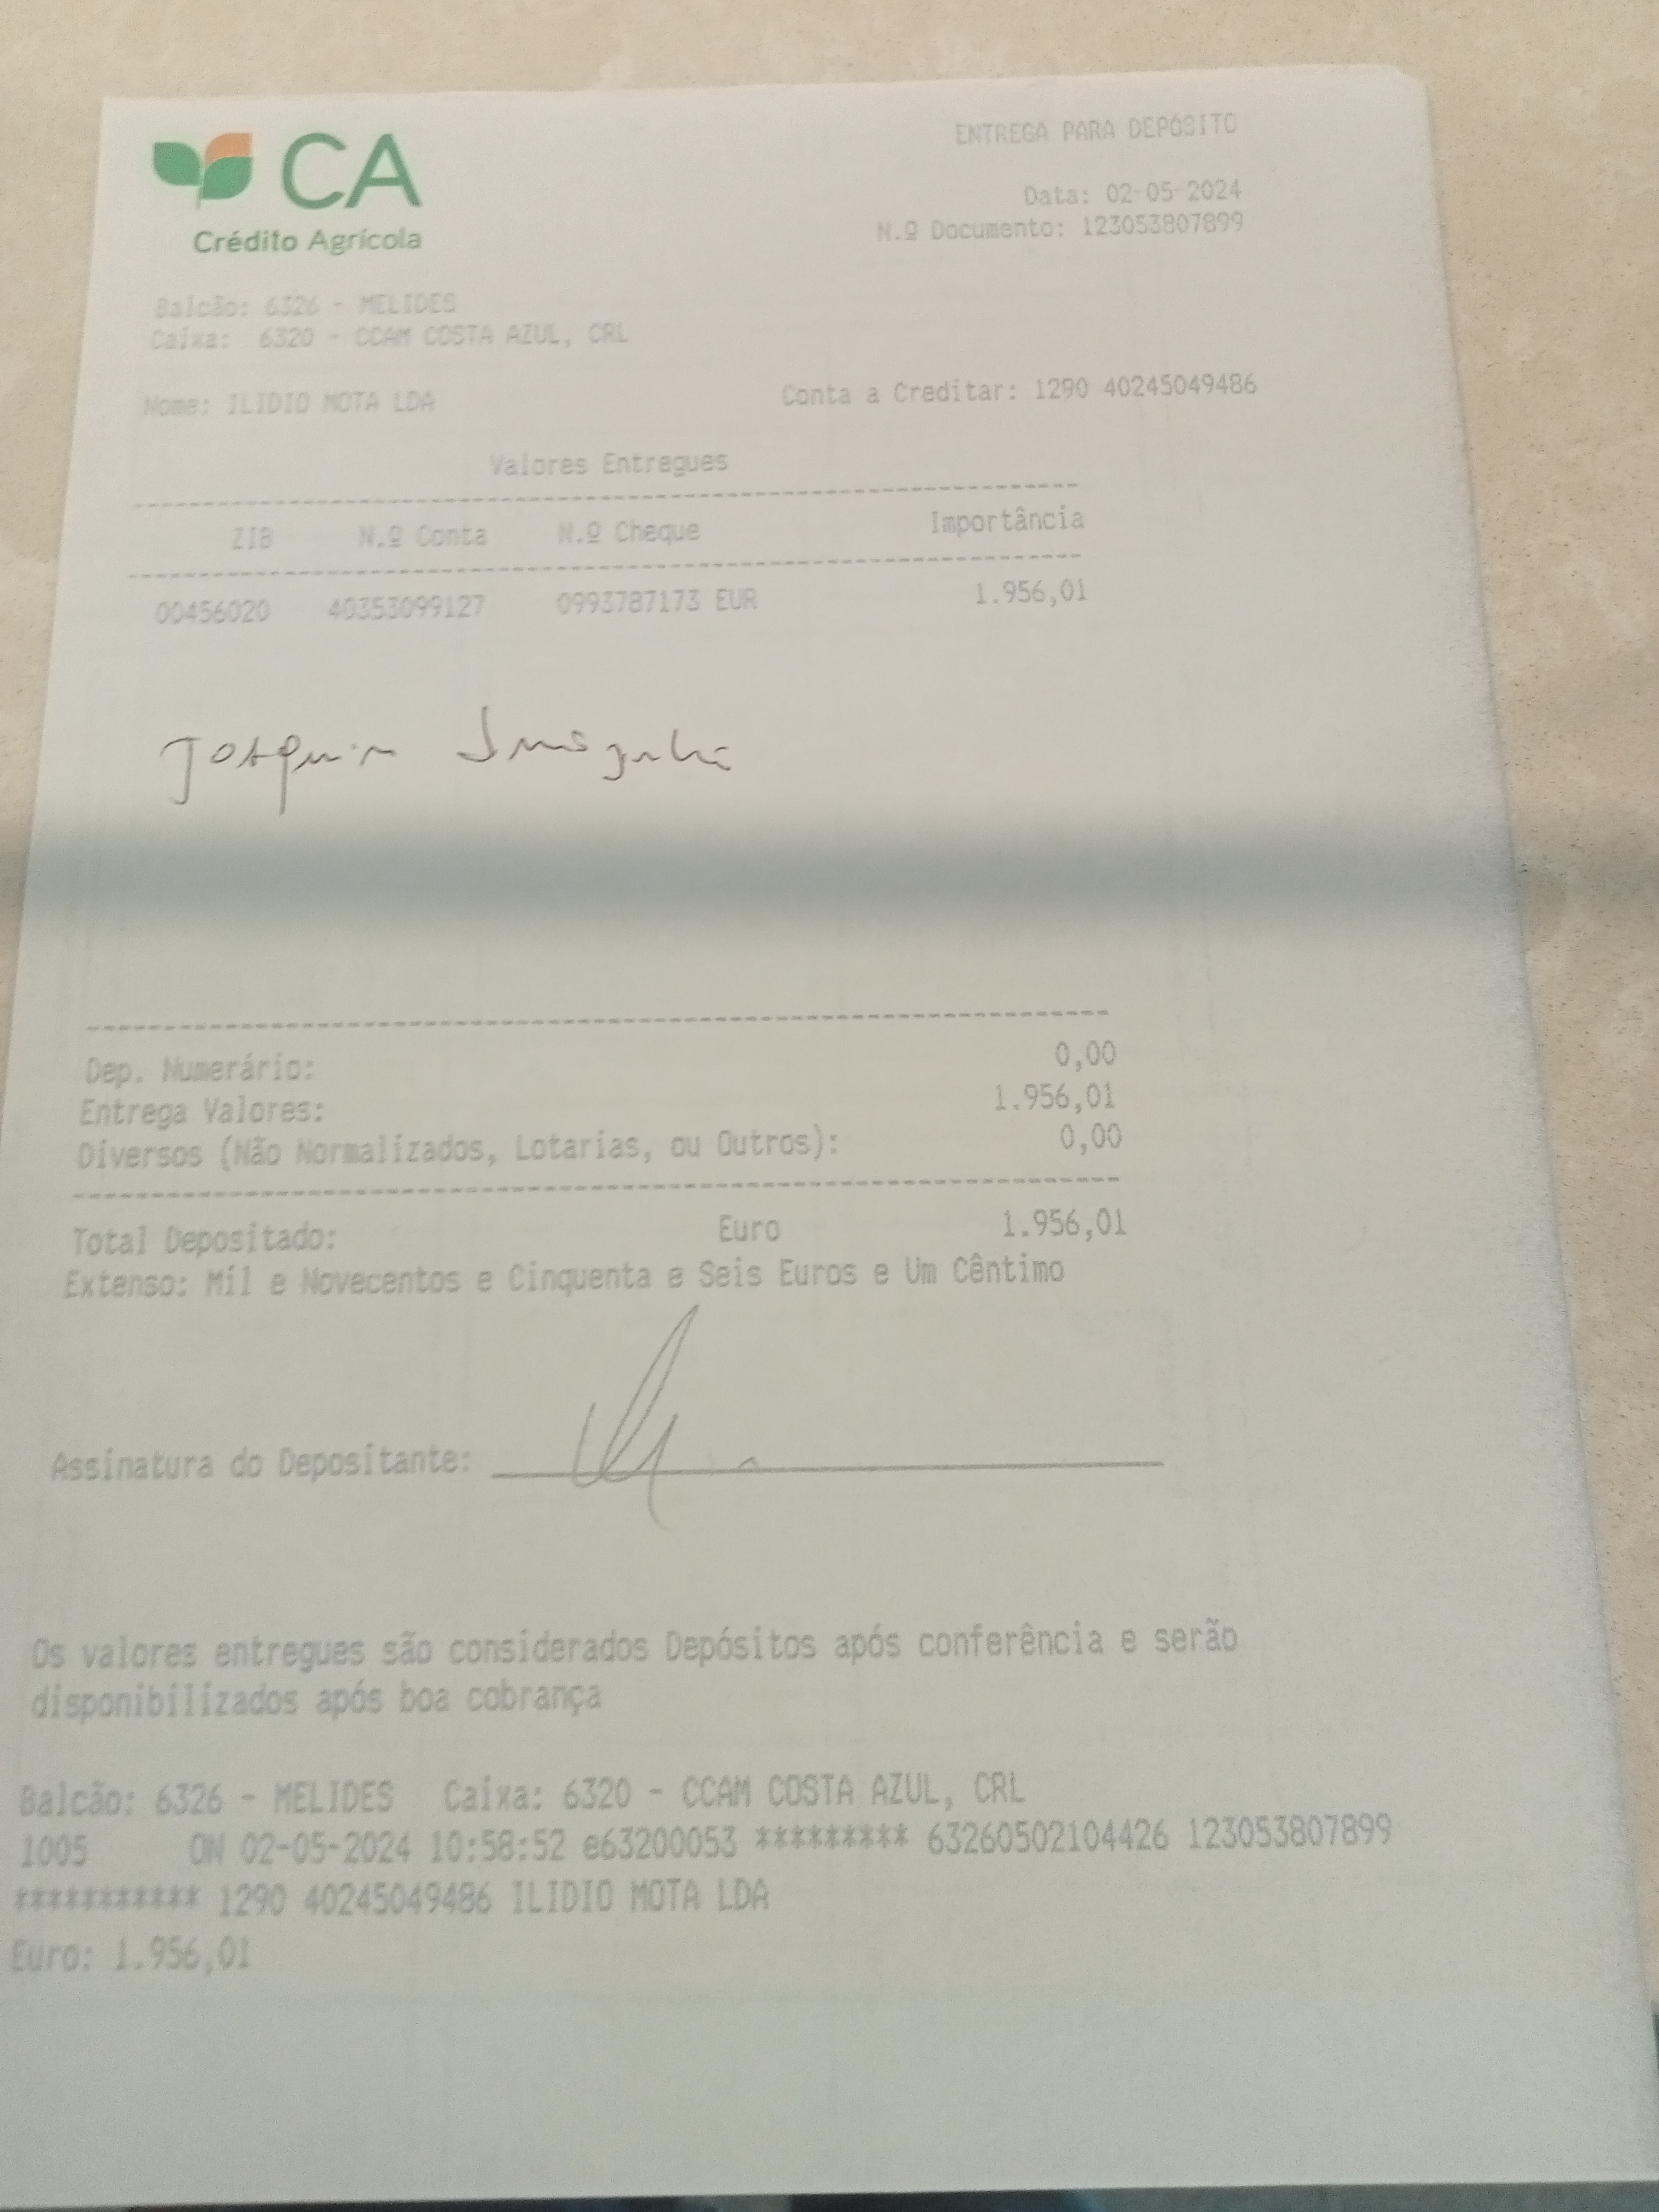 CA
Crédito Agrícola
ENTREGA PARA DEPÓSITO
Data: 02-05-2024
N.º Documento: 123053807899
Balcão: 6326 - MELIDES
Caixa: 6320 - CCAM COSTA AZUL, CRL
Nome: ILIDIO MOTA LDA Conta a Creditar: 1290 40245049486
Valores Entregues
ZIB N.º Conta N.º Cheque Importância
00456020 40353099127 0993787173 EUR 1.956,01
Joaquim
Dep. Numerário: 0,00
Entrega Valores: 1.956,01
Diversos (Não Normalizados, Lotarias, ou Outros): 0,00
Total Depositado: Euro 1.956,01
Extenso: Mil e Novecentos e Cinquenta e Seis Euros e Um Cêntimo
Assinatura do Depositante:
Os valores entregues são considerados Depósitos após conferência e serão
disponibilizados após boa cobrança
Balcão: 6326 - MELIDES Caixa: 6320 - CCAM COSTA AZUL, CRL
1005 ON 02-05-2024 10:58:52 e63200053 ********* 63260502104426 123053807899
*********** 1290 40245049486 ILIDIO MOTA LDA
Euro: 1.956,01